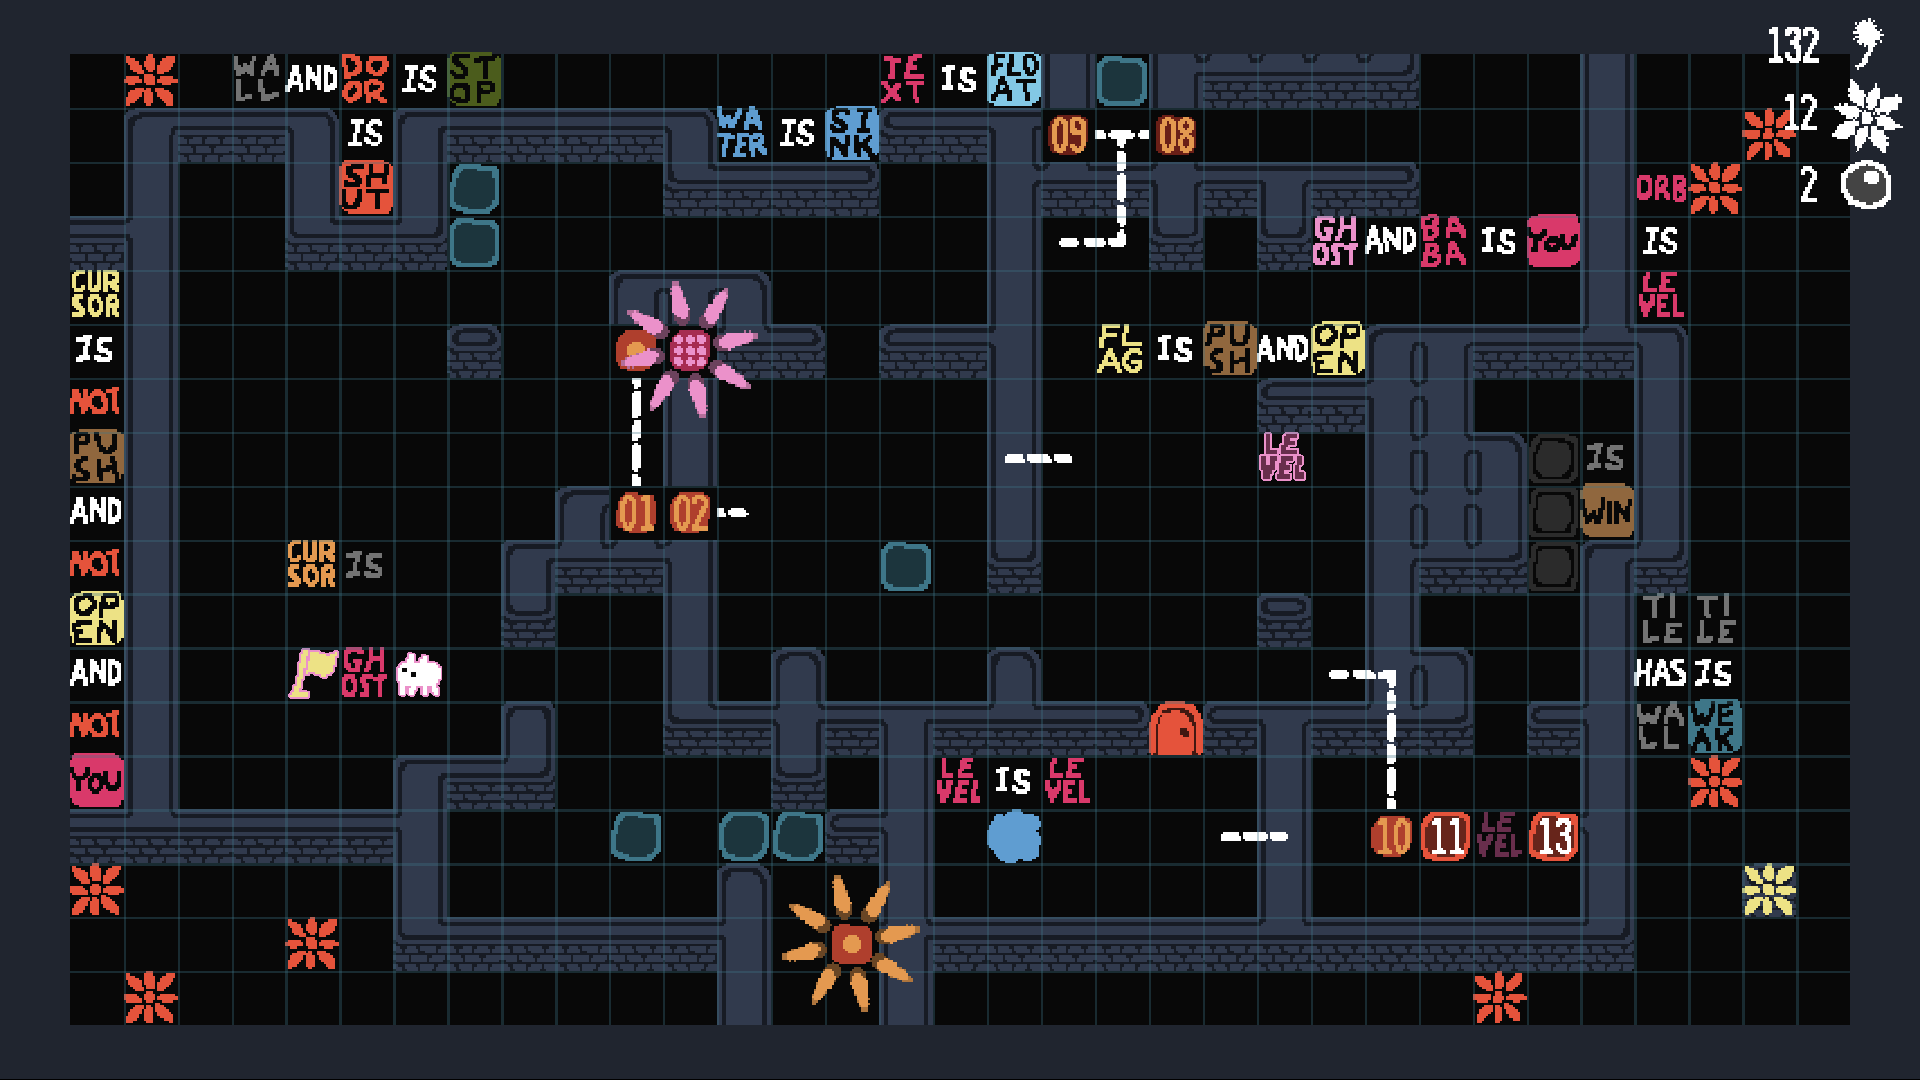 132
WALL AND DOOR IS STOP
TEXT IS FLOAT
12
IS
WATER IS STNK
09
08
SHUT
ORB
2
GHOST AND BABA IS YOU
IS
CURSOR
LEVEL
IS
FLAG IS PUSH AND OPEN
NOT
PUSH
LEVEL
IS
AND
01 02
WIN
NOT
CURSOR IS
OPEN
TILE TILE
AND
GHOST
HAS IS
NOT
WALL WEAK
YOU
LEVEL IS LEVEL
10 11 LEVEL 13